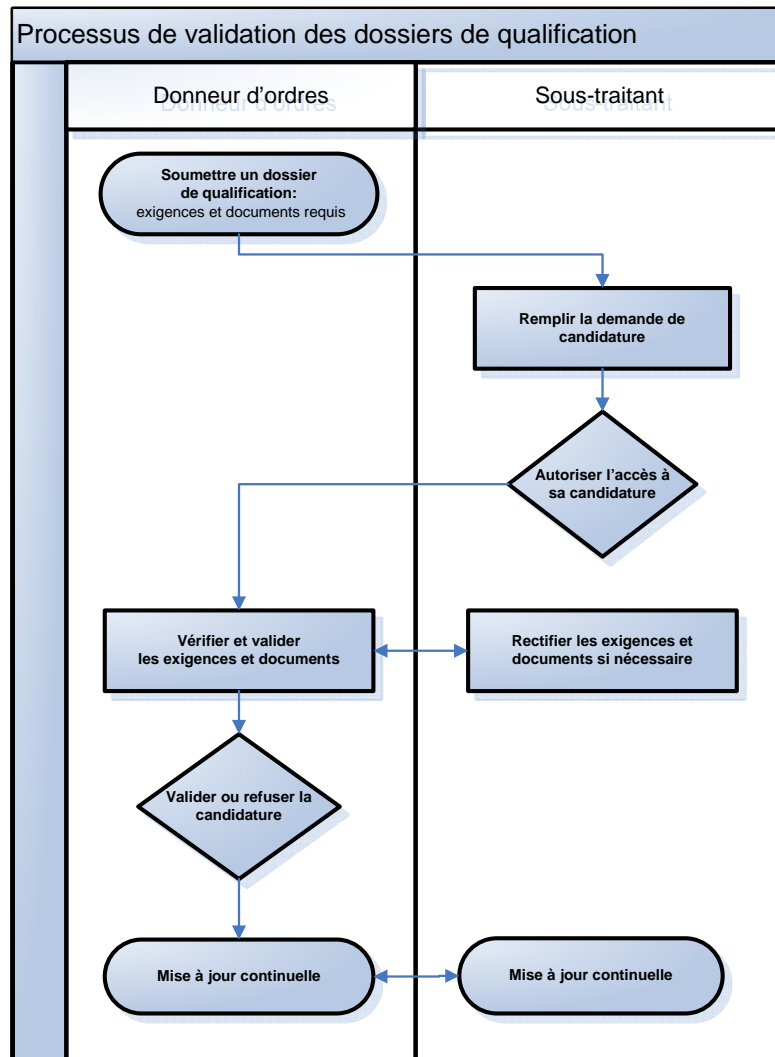 Processus de validation des dossiers de qualification
Donneur d'ordres
Sous-traitant
Soumettre un dossier
de qualification:
exigences et documents requis
Remplir la demande de
candidature
Autoriser l'accès à
sa candidature
Vérifier et valider
les exigences et documents
Rectifier les exigences et
documents si nécessaire
Valider ou refuser la
candidature
Mise à jour continuelle
Mise à jour continuelle